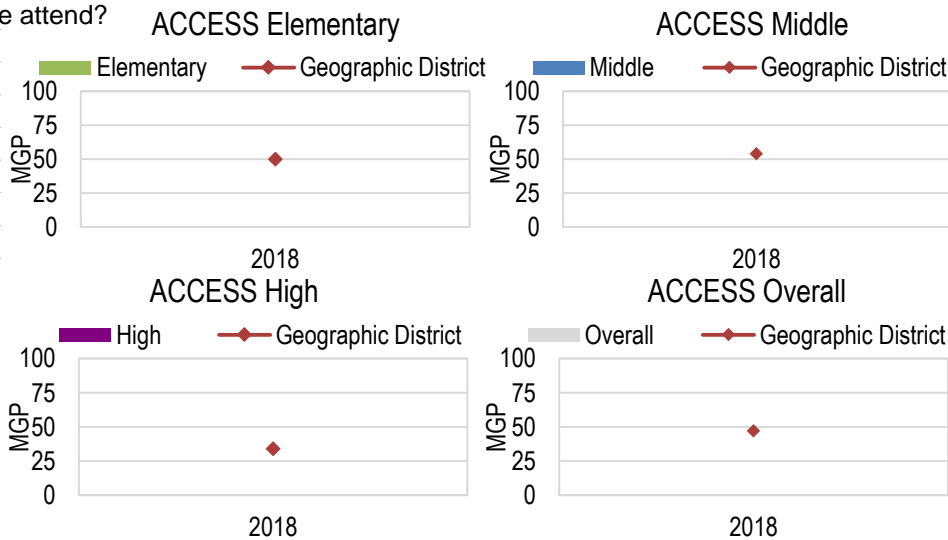 e attend?
ACCESS Elementary
Elementary Geographic District
100
75
50
25
0
MGP
2018
ACCESS Middle
Middle Geographic District
100
75
50
25
0
MGP
2018
ACCESS High
High Geographic District
100
75
50
25
0
MGP
2018
ACCESS Overall
Overall Geographic District
100
75
50
25
0
MGP
2018